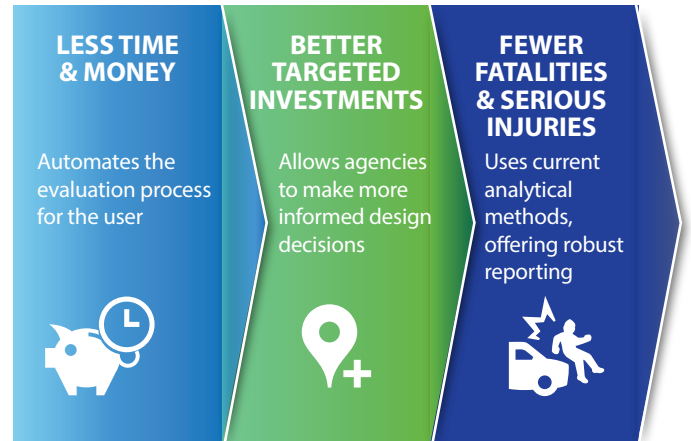 LESS TIME
& MONEY
Automates the
evaluation process
for the user
BETTER
TARGETED
INVESTMENTS
Allows agencies
to make more
informed design
decisions
FEWER
FATALITIES
& SERIOUS
INJURIES
Uses current
analytical
methods,
offering robust
reporting